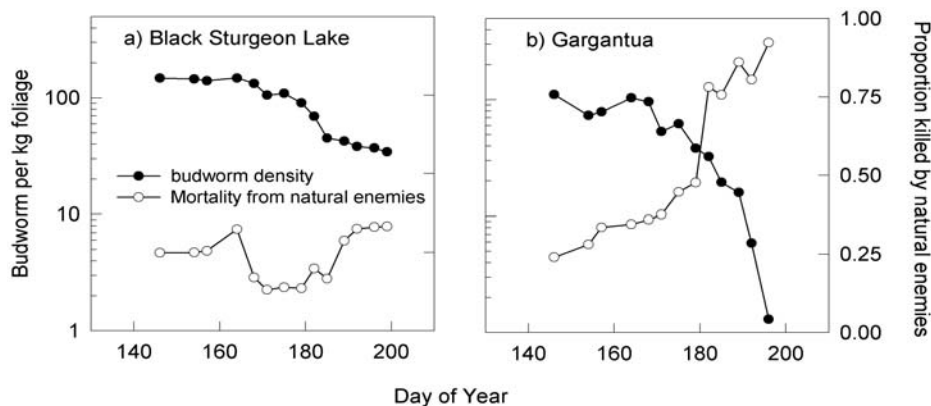 a) Black Sturgeon Lake
b) Gargantua
Budworm per kg foliage
100
10
1
budworm density
Mortality from natural enemies
1.00
0.75
0.50
0.25
0.00
Proportion killed by natural enemies
140 160 180 200
140 160 180 200
Day of Year